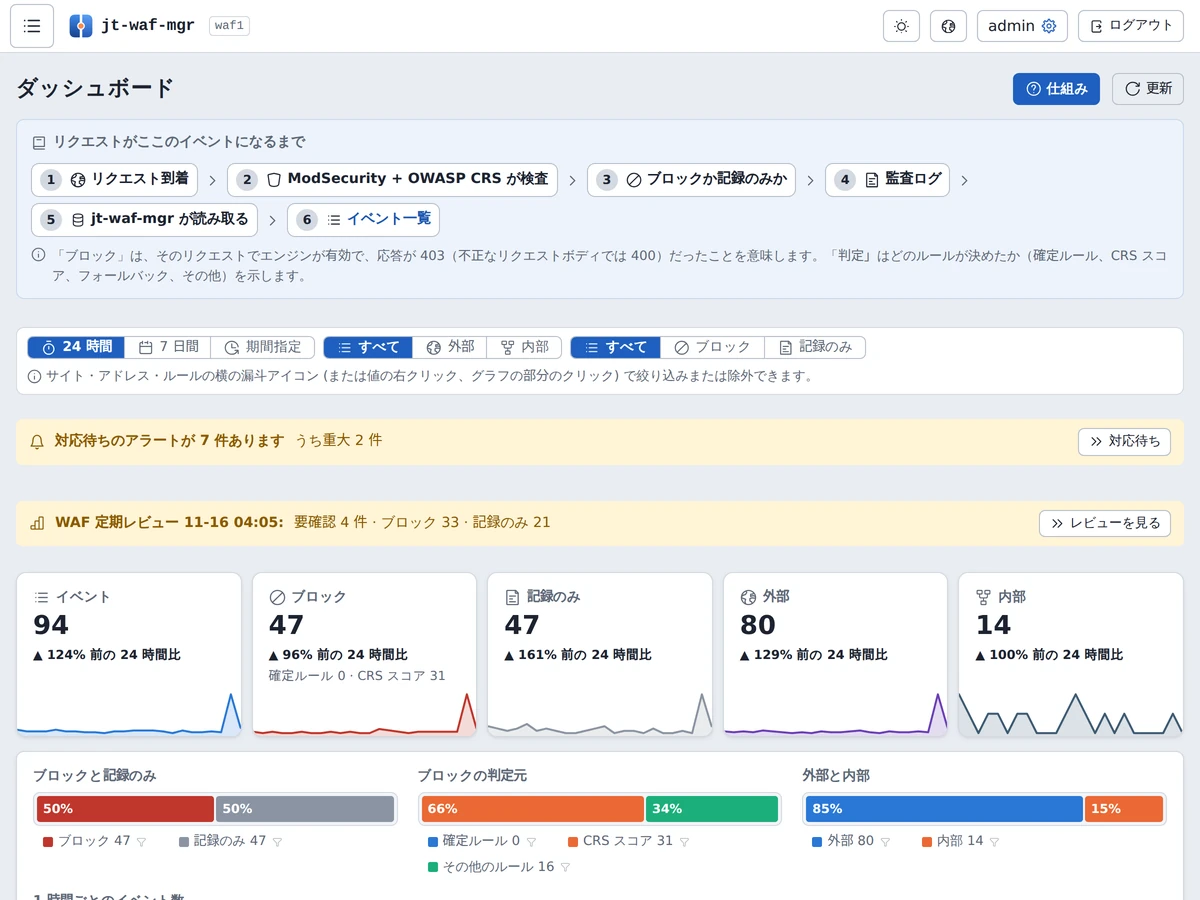 jt-waf-mgr waf1 admin ログアウト
ダッシュボード 仕組み 更新
リクエストがここのイベントになるまで
1 リクエスト到着 2 ModSecurity + OWASP CRS が検査 3 ブロックか記録のみか 4 監査ログ
5 jt-waf-mgr が読み取る 6 イベント一覧
「ブロック」は、そのリクエストでエンジンが有効で、応答が 403（不正なリクエストボディでは 400）だったことを意味します。「判定」はどのルールが決めたか（確定ルール、CRS スコ
ア、フォールバック、その他）を示します。
24 時間 7 日間 期間指定 すべて 外部 内部 すべて ブロック 記録のみ
サイト・アドレス・ルールの横の漏斗アイコン (または値の右クリック、グラフの部分のクリック) で絞り込みまたは除外できます。
対応待ちのアラートが 7 件あります うち重大 2 件 対応待ち
WAF 定期レビュー 11-16 04:05: 要確認 4 件 · ブロック 33 · 記録のみ 21 レビューを見る
イベント
94
▲ 124% 前の 24 時間比
ブロック
47
▲ 96% 前の 24 時間比
確定ルール 0 · CRS スコア 31
記録のみ
47
▲ 161% 前の 24 時間比
外部
80
▲ 129% 前の 24 時間比
内部
14
▲ 100% 前の 24 時間比
ブロックと記録のみ
50% 50%
ブロック 47 記録のみ 47
ブロックの判定元
66% 34%
確定ルール 0 CRS スコア 31
その他のルール 16
外部と内部
85% 15%
外部 80 内部 14
1 時間ごとのイベント数